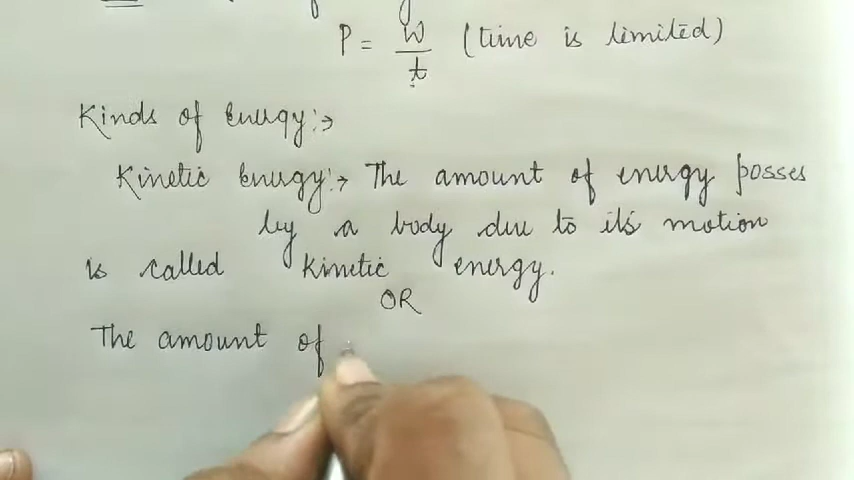 P = W/t (time is limited)
Kinds of Energy:→
Kinetic Energy:→ The amount of energy posses
by a body due to it's motion
is called Kinetic energy.
OR
The amount of